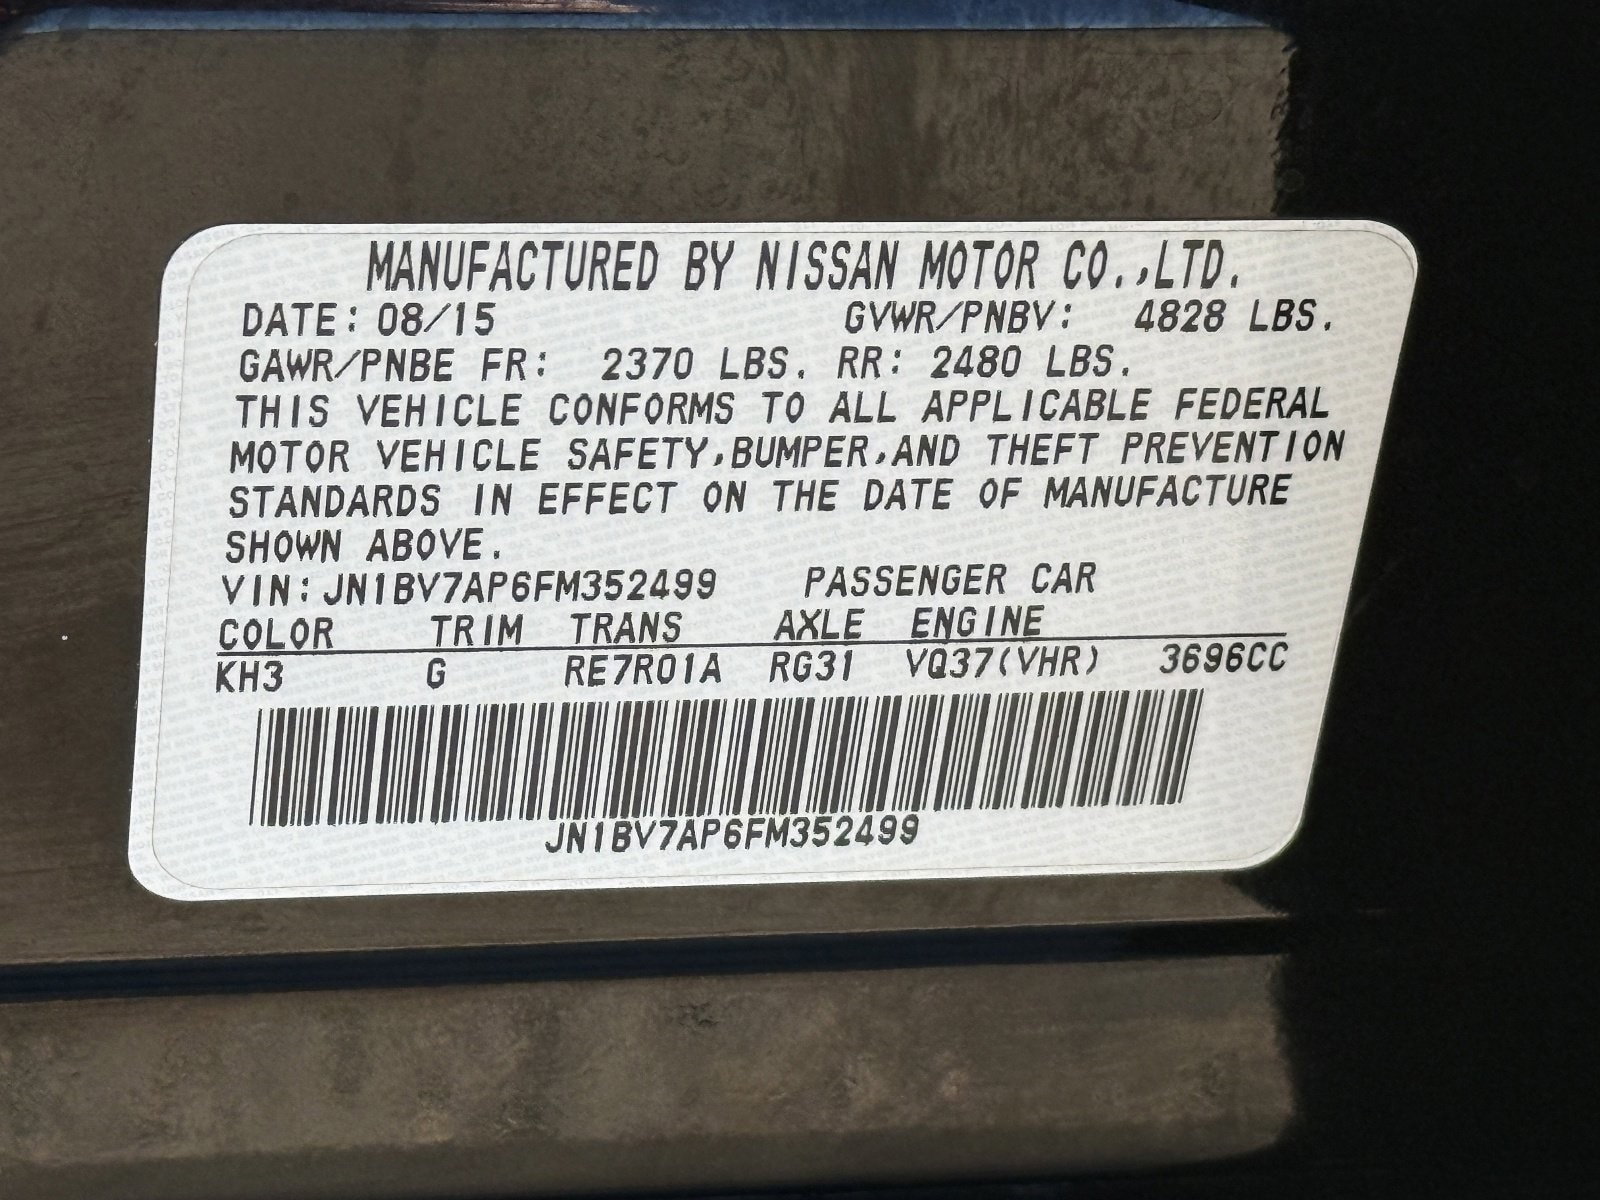 MANUFACTURED BY NISSAN MOTOR CO.,LTD.
DATE: 08/15 GVWR/PNBV: 4828 LBS.
GAWR/PNBE FR: 2370 LBS. RR: 2480 LBS.
THIS VEHICLE CONFORMS TO ALL APPLICABLE FEDERAL
MOTOR VEHICLE SAFETY,BUMPER,AND THEFT PREVENTION
STANDARDS IN EFFECT ON THE DATE OF MANUFACTURE
SHOWN ABOVE.
VIN:JN1BV7AP6FM352499 PASSENGER CAR
COLOR TRIM TRANS AXLE ENGINE
KH3 G RE7R01A RG31 VQ37(VHR) 3696CC
JN1BV7AP6FM352499